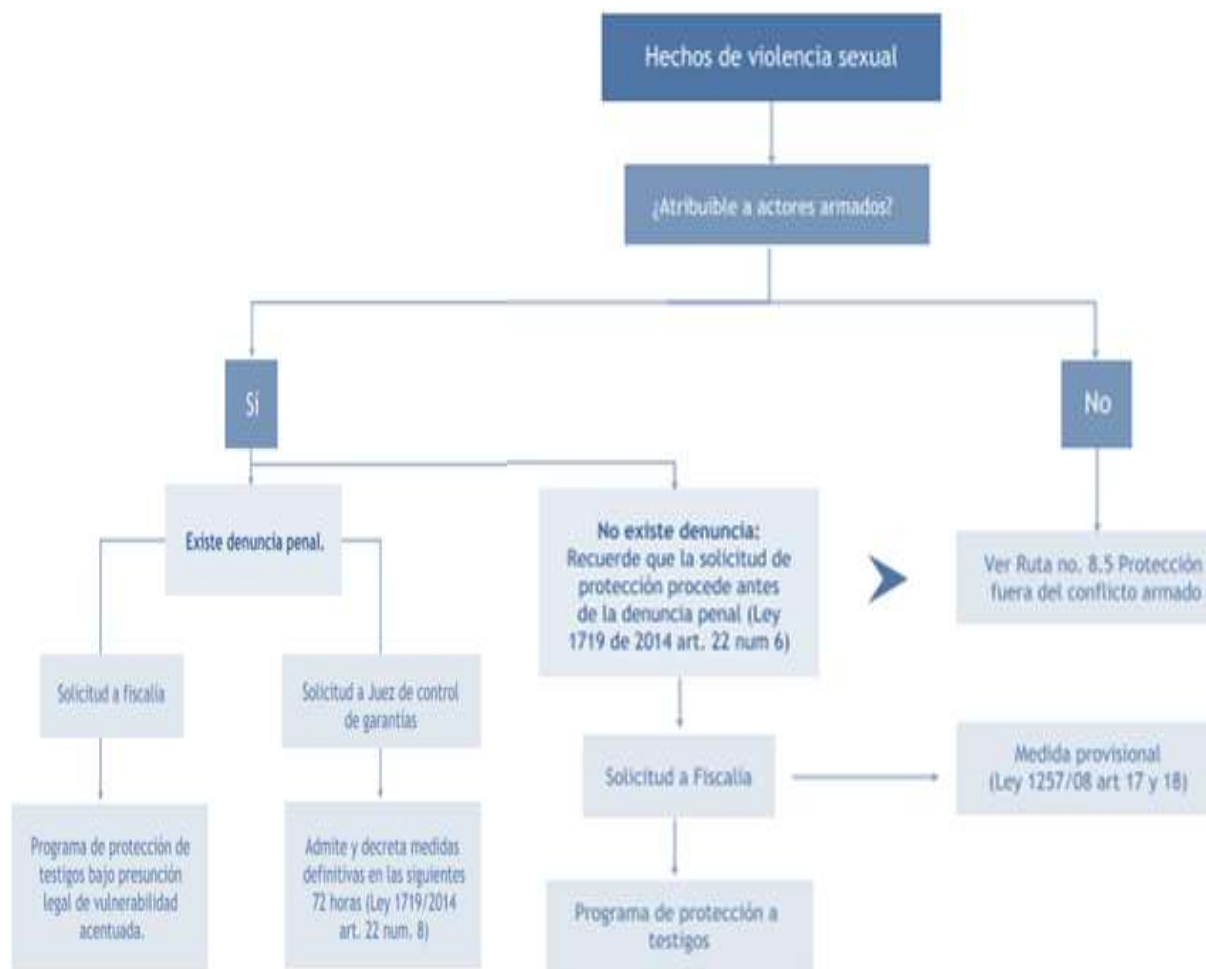 Hechos de violencia sexual
¿Atribuible a actores armados?
Sí
No
Existe denuncia penal.
No existe denuncia:
Recuerde que la solicitud de
protección procede antes
de la denuncia penal (Ley
1719 de 2014 art. 22 num 6)
Ver Ruta no. 8.5 Protección
fuera del conflicto armado
Solicitud a fiscalía
Solicitud a Juez de control
de garantías
Solicitud a Fiscalía
Medida provisional
(Ley 1257/08 art 17 y 18)
Programa de protección de
testigos bajo presunción
legal de vulnerabilidad
acentuada.
Admite y decreta medidas
definitivas en las siguientes
72 horas (Ley 1719/2014
art. 22 num. 8)
Programa de protección a
testigos